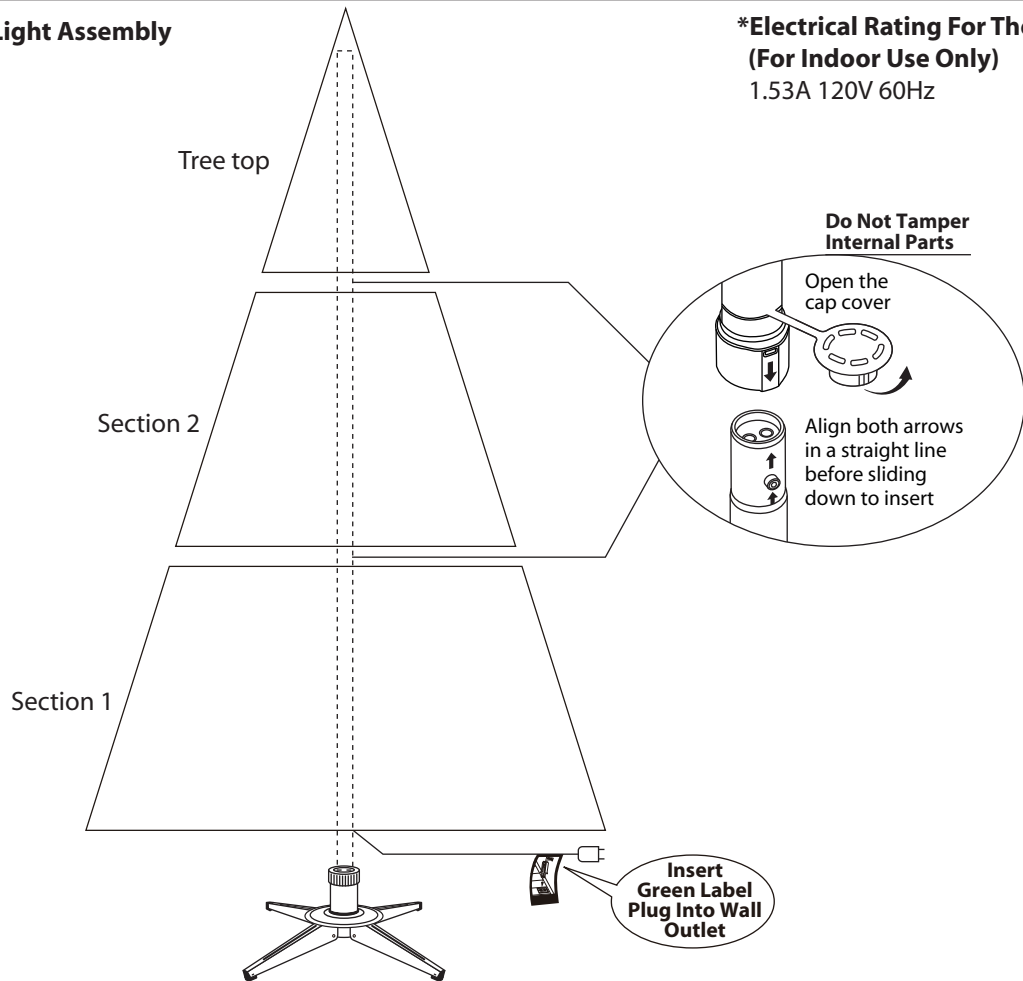 Light Assembly
*Electrical Rating For The
(For Indoor Use Only)
1.53A 120V 60Hz
Tree top
Do Not Tamper
Internal Parts
Open the
cap cover
Section 2
Align both arrows
in a straight line
before sliding
down to insert
Section 1
Insert
Green Label
Plug Into Wall
Outlet